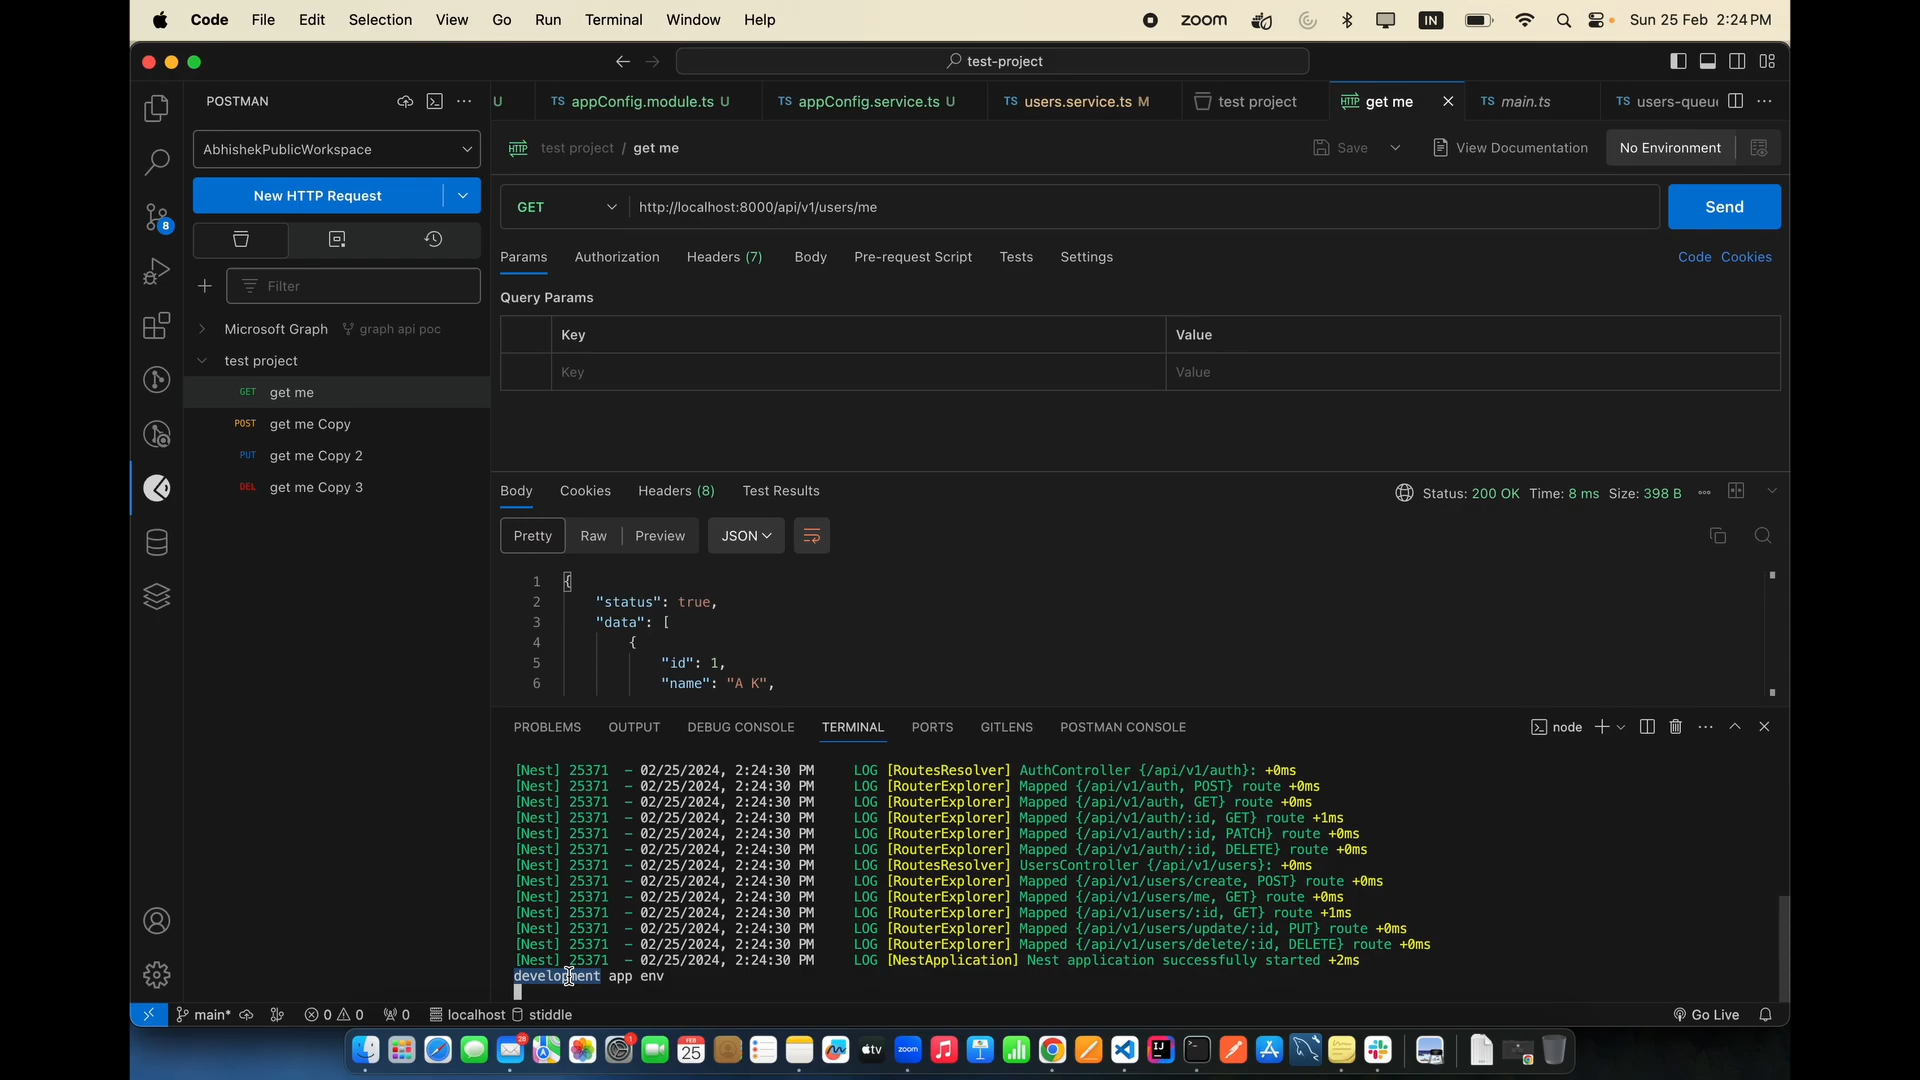 Code File Edit Selection View Go Run Terminal Window Help
zoom IN Sun 25 Feb 2:24 PM
test-project
POSTMAN
U TS appConfig.module.ts U TS appConfig.service.ts U TS users.service.ts M test project HTTP get me TS main.ts TS users-queu
AbhishekPublicWorkspace
HTTP test project / get me Save View Documentation No Environment
New HTTP Request
GET http://localhost:8000/api/v1/users/me Send
8
Params Authorization Headers (7) Body Pre-request Script Tests Settings Code Cookies
Filter
Query Params
Microsoft Graph graph api poc
Key Value
test project
Key Value
GET get me
POST get me Copy
PUT get me Copy 2
DEL get me Copy 3
Body Cookies Headers (8) Test Results Status: 200 OK Time: 8 ms Size: 398 B
Pretty Raw Preview JSON
1 {
2 "status": true,
3 "data": [
4 {
5 "id": 1,
6 "name": "A K",
PROBLEMS OUTPUT DEBUG CONSOLE TERMINAL PORTS GITLENS POSTMAN CONSOLE node
[Nest] 25371 - 02/25/2024, 2:24:30 PM LOG [RoutesResolver] AuthController {/api/v1/auth}: +0ms
[Nest] 25371 - 02/25/2024, 2:24:30 PM LOG [RouterExplorer] Mapped {/api/v1/auth, POST} route +0ms
[Nest] 25371 - 02/25/2024, 2:24:30 PM LOG [RouterExplorer] Mapped {/api/v1/auth, GET} route +0ms
[Nest] 25371 - 02/25/2024, 2:24:30 PM LOG [RouterExplorer] Mapped {/api/v1/auth/:id, GET} route +1ms
[Nest] 25371 - 02/25/2024, 2:24:30 PM LOG [RouterExplorer] Mapped {/api/v1/auth/:id, PATCH} route +0ms
[Nest] 25371 - 02/25/2024, 2:24:30 PM LOG [RouterExplorer] Mapped {/api/v1/auth/:id, DELETE} route +0ms
[Nest] 25371 - 02/25/2024, 2:24:30 PM LOG [RoutesResolver] UsersController {/api/v1/users}: +0ms
[Nest] 25371 - 02/25/2024, 2:24:30 PM LOG [RouterExplorer] Mapped {/api/v1/users/create, POST} route +0ms
[Nest] 25371 - 02/25/2024, 2:24:30 PM LOG [RouterExplorer] Mapped {/api/v1/users/me, GET} route +0ms
[Nest] 25371 - 02/25/2024, 2:24:30 PM LOG [RouterExplorer] Mapped {/api/v1/users/:id, GET} route +1ms
[Nest] 25371 - 02/25/2024, 2:24:30 PM LOG [RouterExplorer] Mapped {/api/v1/users/update/:id, PUT} route +0ms
[Nest] 25371 - 02/25/2024, 2:24:30 PM LOG [RouterExplorer] Mapped {/api/v1/users/delete/:id, DELETE} route +0ms
[Nest] 25371 - 02/25/2024, 2:24:30 PM LOG [NestApplication] Nest application successfully started +2ms
development app env
main* 0 0 0 localhost stiddle Go Live
28 1 FEB 25 tv zoom IJ